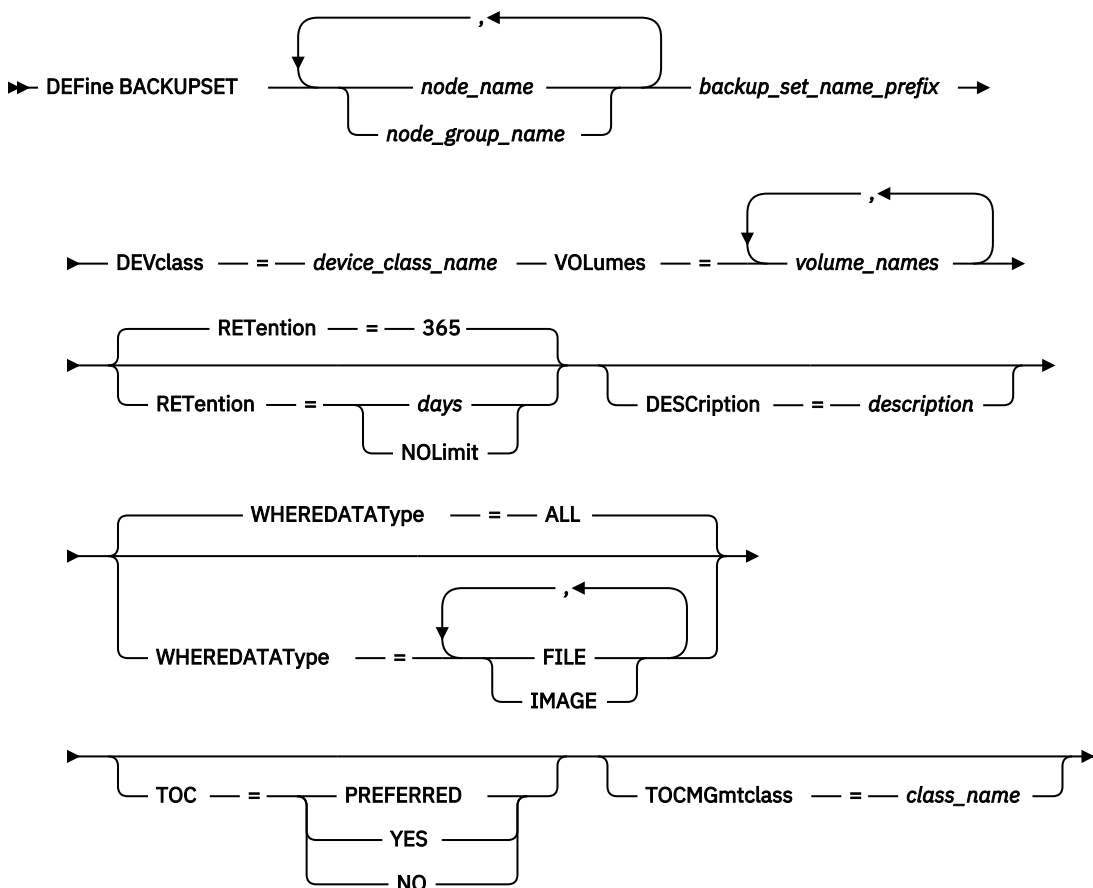 ,
DEFine BACKUPSET node_name backup_set_name_prefix
node_group_name
,
DEVclass = device_class_name VOLumes = volume_names
RETention = 365
RETention = days
NOLimit
DESCription = description
WHEREDATAType = ALL
,
WHEREDATAType = FILE
IMAGE
TOC = PREFERRED
YES
NO
TOCMGmtclass = class_name